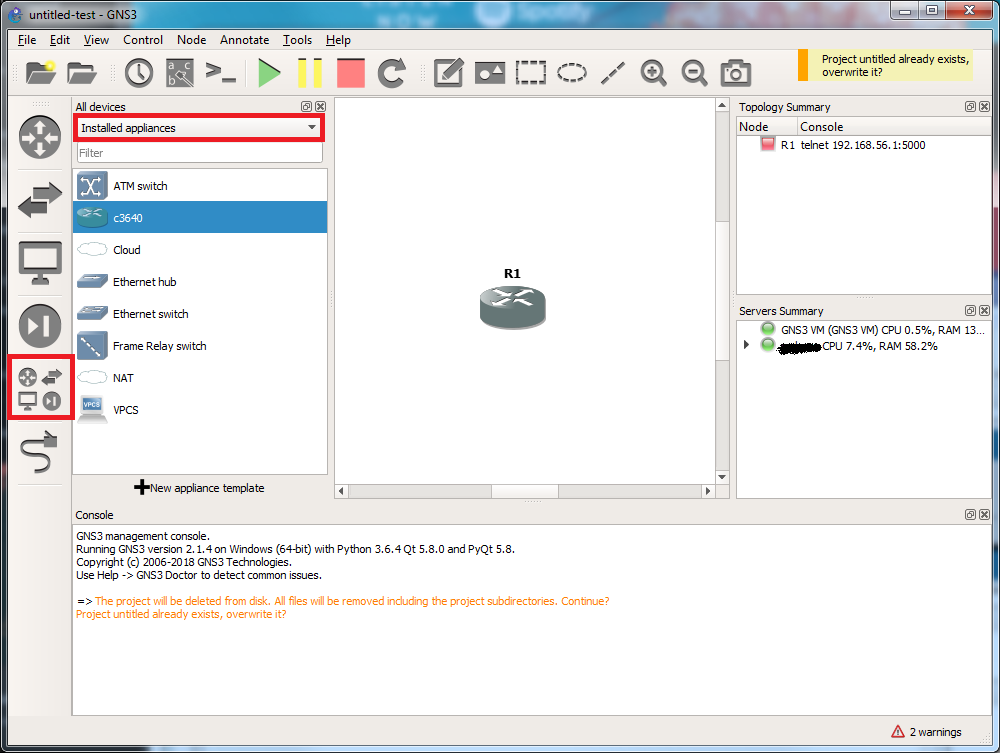 untitled-test - GNS3
LISTEN
NOW
Spotify
File Edit View Control Node Annotate Tools Help
Project untitled already exists,
overwrite it?
All devices
Installed appliances
Filter
ATM switch
c3640
Cloud
Ethernet hub
Ethernet switch
Frame Relay switch
NAT
VPCS
VPCS
New appliance template
R1
Topology Summary
Node Console
R1 telnet 192.168.56.1:5000
Servers Summary
GNS3 VM (GNS3 VM) CPU 0.5%, RAM 13...
CPU 7.4%, RAM 58.2%
Console
GNS3 management console.
Running GNS3 version 2.1.4 on Windows (64-bit) with Python 3.6.4 Qt 5.8.0 and PyQt 5.8.
Copyright (c) 2006-2018 GNS3 Technologies.
Use Help -> GNS3 Doctor to detect common issues.
=> The project will be deleted from disk. All files will be removed including the project subdirectories. Continue?
Project untitled already exists, overwrite it?
2 warnings